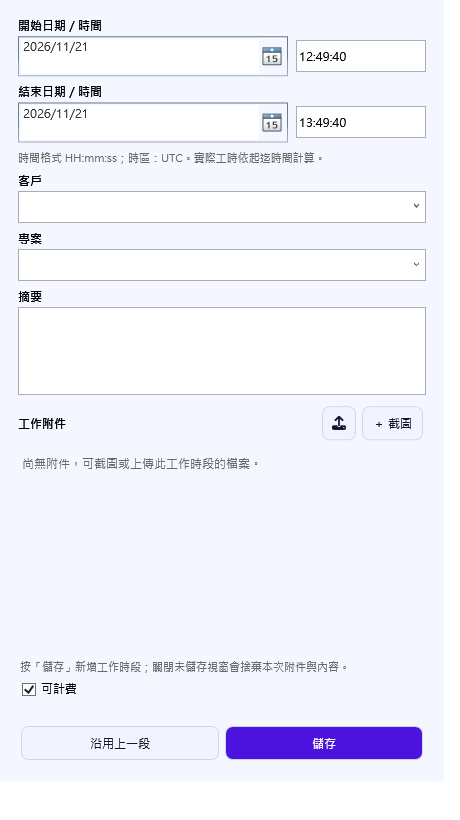 開始日期 / 時間
2026/11/21
15
12:49:40
結束日期 / 時間
2026/11/21
15
13:49:40
時間格式 HH:mm:ss；時區：UTC。實際工時依起迄時間計算。
客戶
專案
摘要
工作附件
+ 截圖
尚無附件，可截圖或上傳此工作時段的檔案。
按「儲存」新增工作時段；關閉未儲存視窗會捨棄本次附件與內容。
可計費
沿用上一段
儲存